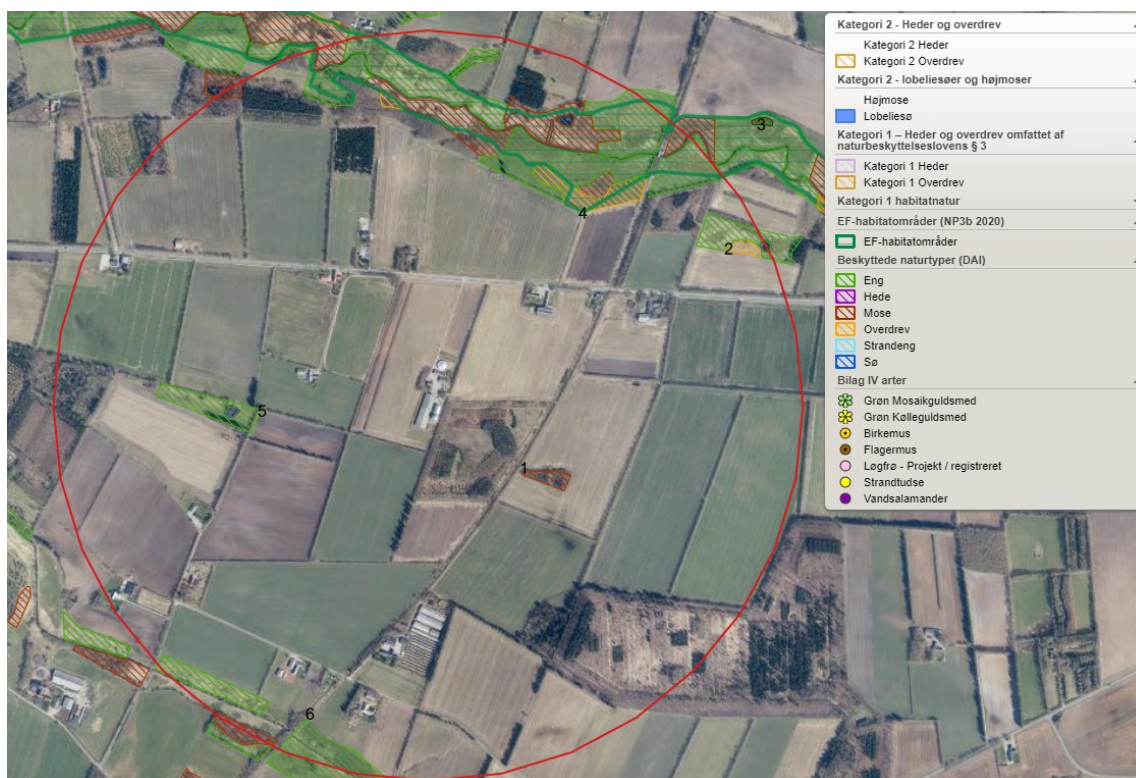 Kategori 2 - Heder og overdrev
Kategori 2 Heder
Kategori 2 Overdrev
Kategori 2 - lobeliesøer og højmoser
Højmose
Lobeliesø
Kategori 1 – Heder og overdrev omfattet af
naturbeskyttelseslovens § 3
Kategori 1 Heder
Kategori 1 Overdrev
Kategori 1 habitatnatur
EF-habitatområder (NP3b 2020)
EF-habitatområder
Beskyttede naturtyper (DAI)
Eng
Hede
Mose
Overdrev
Strandeng
Sø
Bilag IV arter
Grøn Mosaikguldsmed
Grøn Kølleguldsmed
Birkemus
Flagermus
Løgfrø - Projekt / registreret
Strandtudse
Vandsalamander
3
4
2
5
1
6